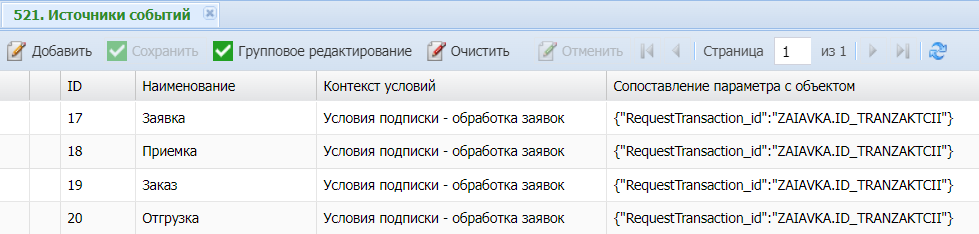 521. Источники событий
Добавить Сохранить Групповое редактирование Очистить Отменить Страница 1 из 1
ID Наименование Контекст условий Сопоставление параметра с объектом
17 Заявка Условия подписки - обработка заявок {"RequestTransaction_id":"ZAIAVKA.ID_TRANZAKTCII"}
18 Приемка Условия подписки - обработка заявок {"RequestTransaction_id":"ZAIAVKA.ID_TRANZAKTCII"}
19 Заказ Условия подписки - обработка заявок {"RequestTransaction_id":"ZAIAVKA.ID_TRANZAKTCII"}
20 Отгрузка Условия подписки - обработка заявок {"RequestTransaction_id":"ZAIAVKA.ID_TRANZAKTCII"}